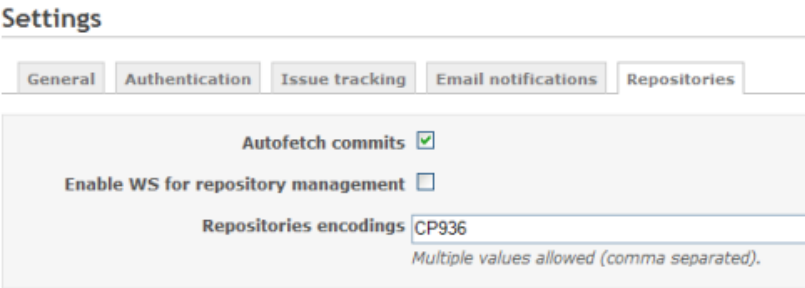 Settings
General Authentication Issue tracking Email notifications Repositories
Autofetch commits
Enable WS for repository management
Repositories encodings CP936
Multiple values allowed (comma separated).